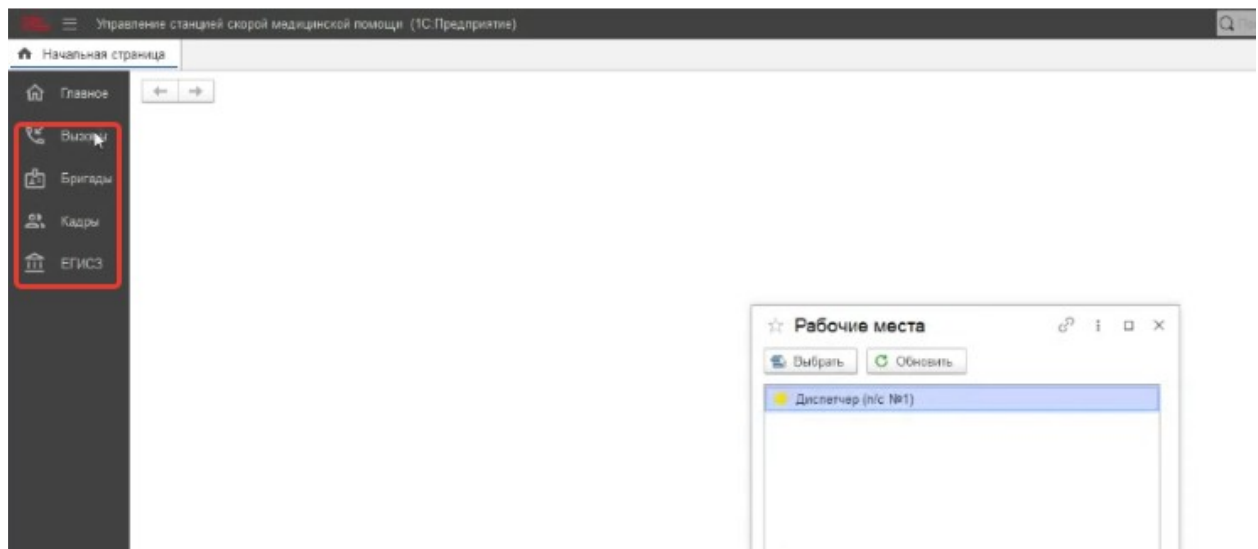 Управление станцией скорой медицинской помощи (1С:Предприятие)
Начальная страница
Главное
Вызовы
Бригады
Кадры
ЕГИСЗ
Рабочие места
Выбрать
Обновить
Диспетчер (п/с №1)